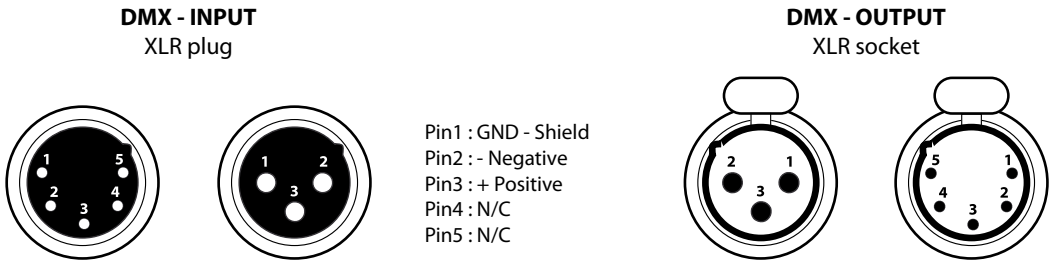 DMX - INPUT
XLR plug
1 5
2 4
3
1 2
3
Pin1 : GND - Shield
Pin2 : - Negative
Pin3 : + Positive
Pin4 : N/C
Pin5 : N/C
DMX - OUTPUT
XLR socket
2 1
3
5 1
4 2
3